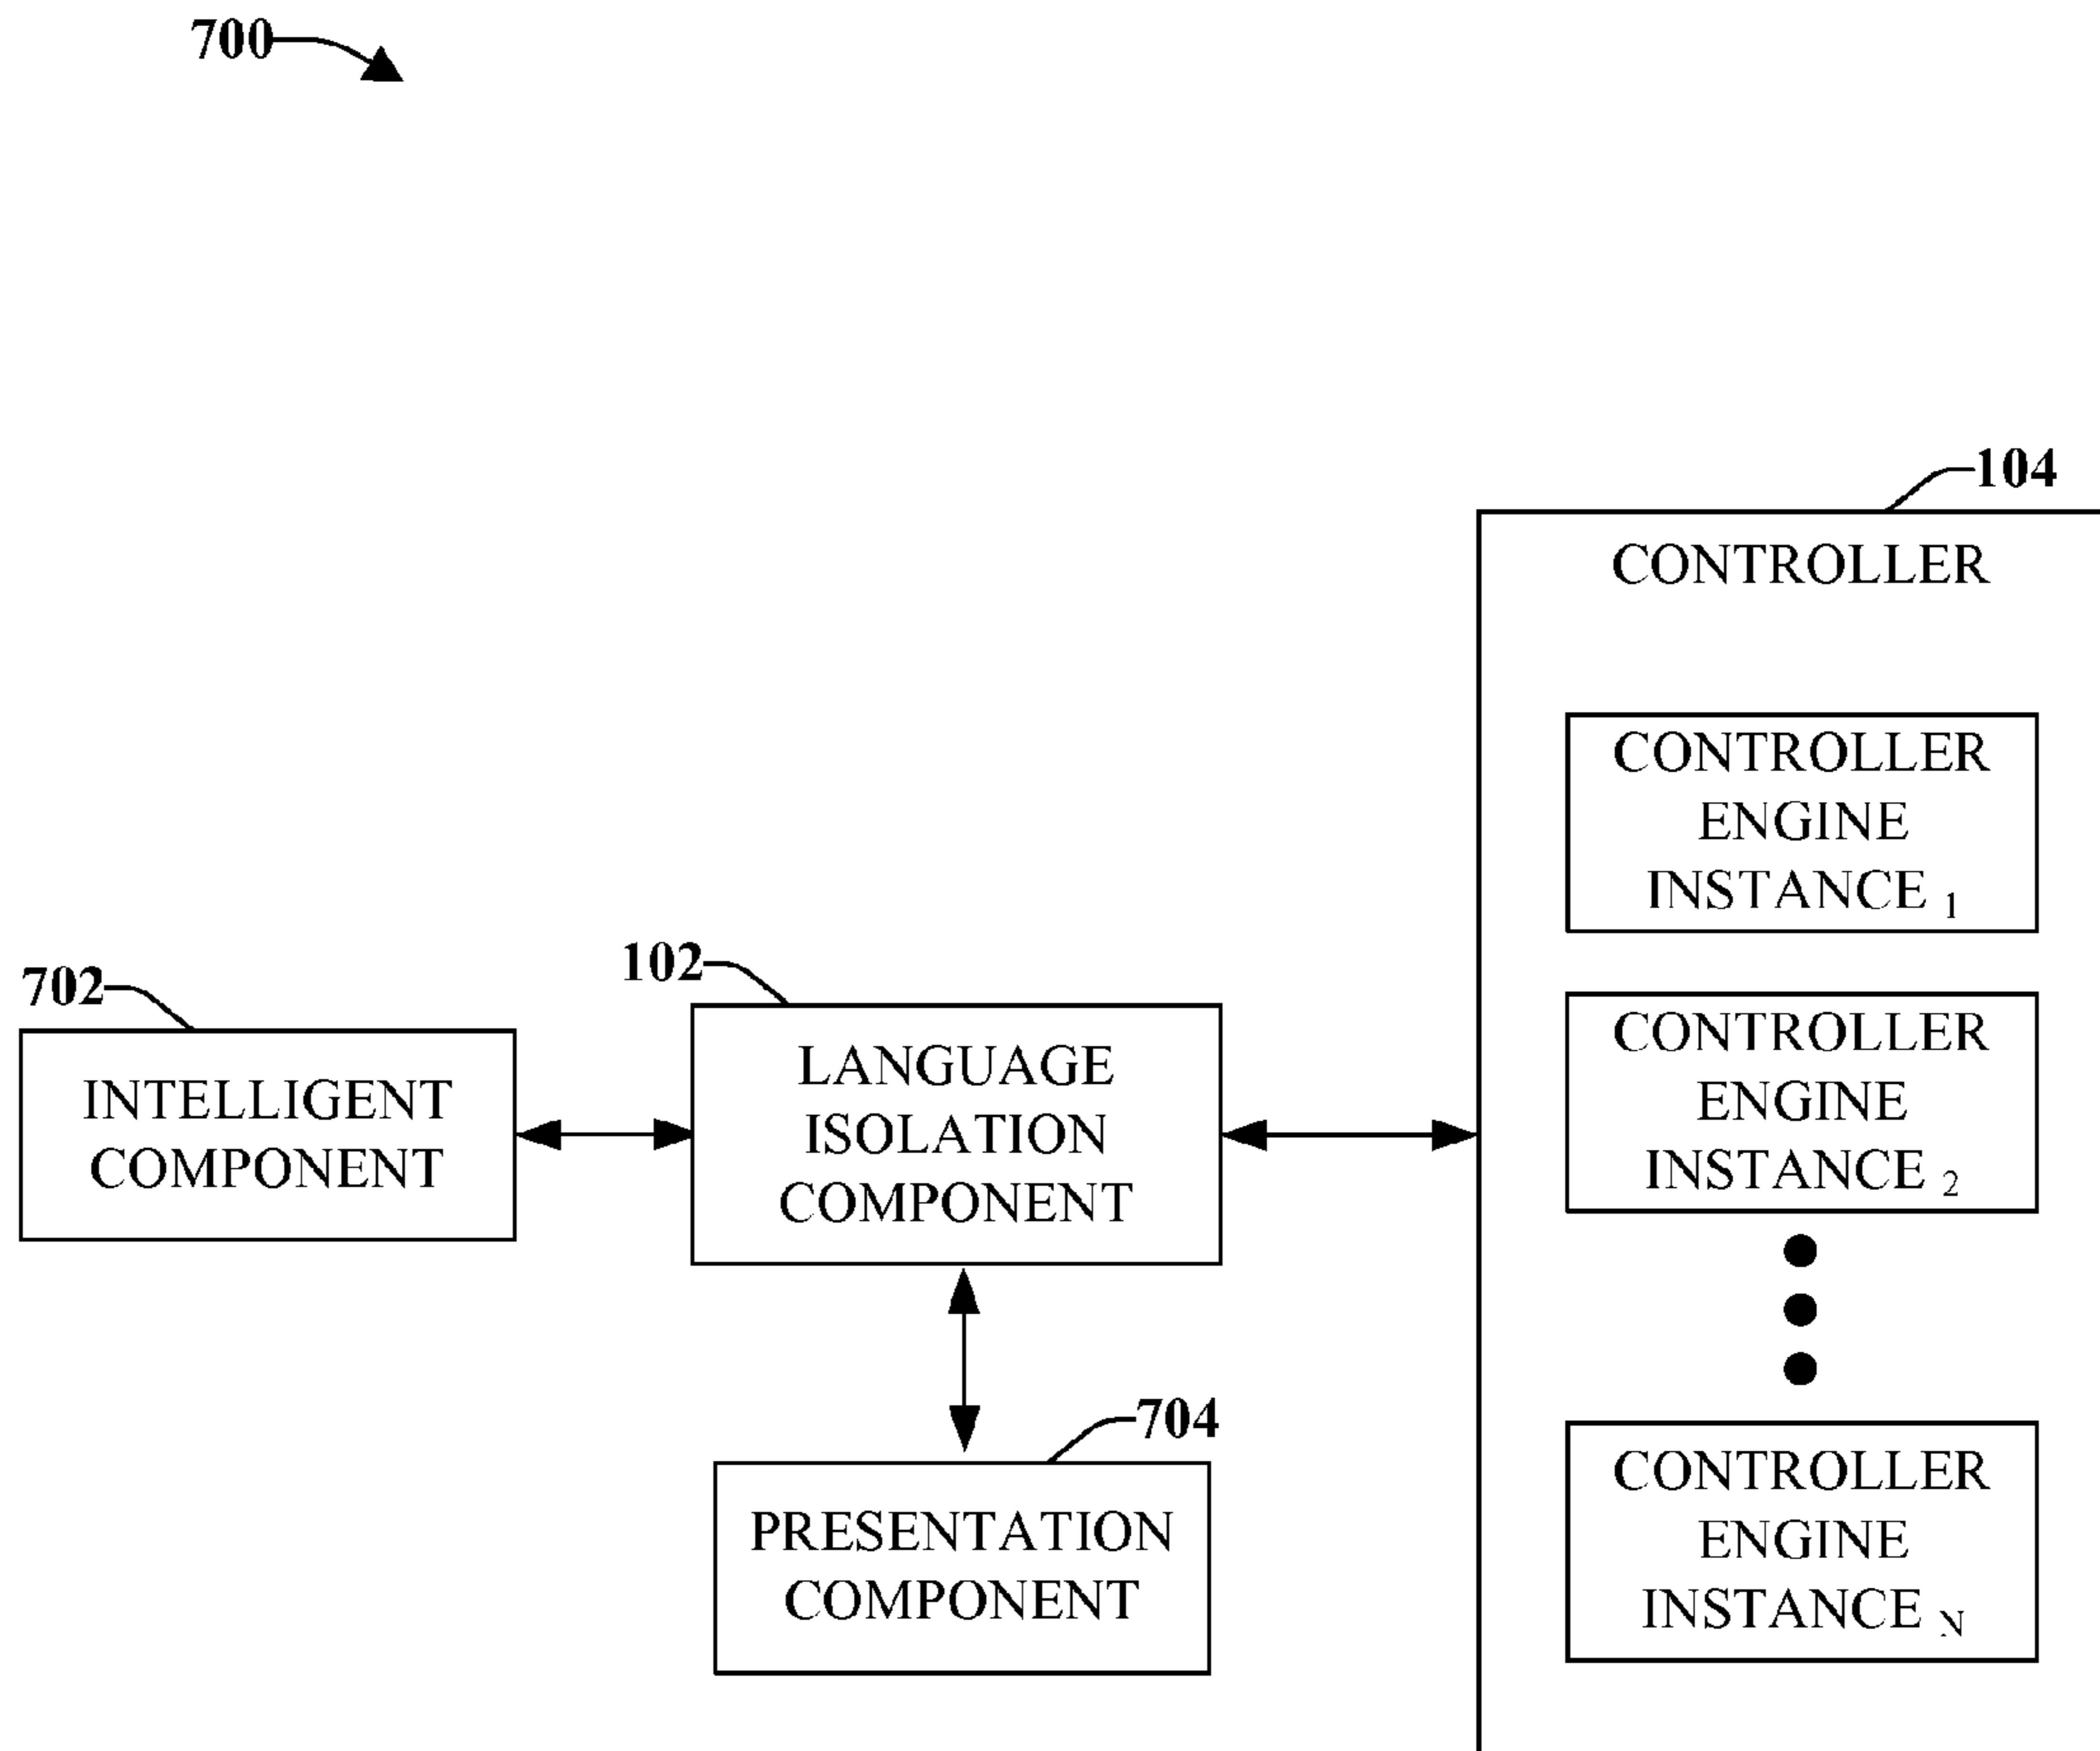 700
104
CONTROLLER
CONTROLLER
ENGINE
INSTANCE 1
102
702
LANGUAGE
ISOLATION
COMPONENT
INTELLIGENT
COMPONENT
CONTROLLER
ENGINE
INSTANCE 2
704
PRESENTATION
COMPONENT
CONTROLLER
ENGINE
INSTANCE N